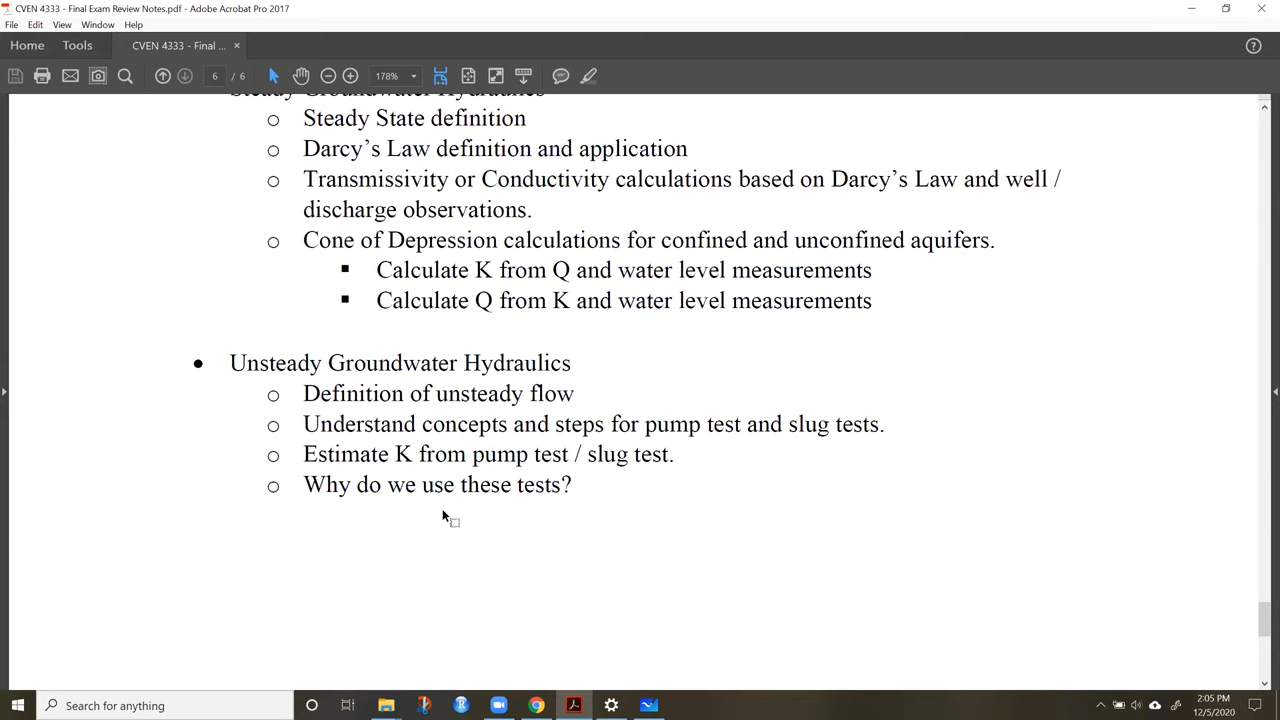 CVEN 4333 - Final Exam Review Notes.pdf - Adobe Acrobat Pro 2017
File Edit View Window Help
Home Tools CVEN 4333 - Final ... ×
6 / 6 178%
Steady Groundwater Hydraulics
o Steady State definition
o Darcy’s Law definition and application
o Transmissivity or Conductivity calculations based on Darcy’s Law and well /
discharge observations.
o Cone of Depression calculations for confined and unconfined aquifers.
▪ Calculate K from Q and water level measurements
▪ Calculate Q from K and water level measurements
• Unsteady Groundwater Hydraulics
o Definition of unsteady flow
o Understand concepts and steps for pump test and slug tests.
o Estimate K from pump test / slug test.
o Why do we use these tests?
Search for anything
2:05 PM
12/5/2020